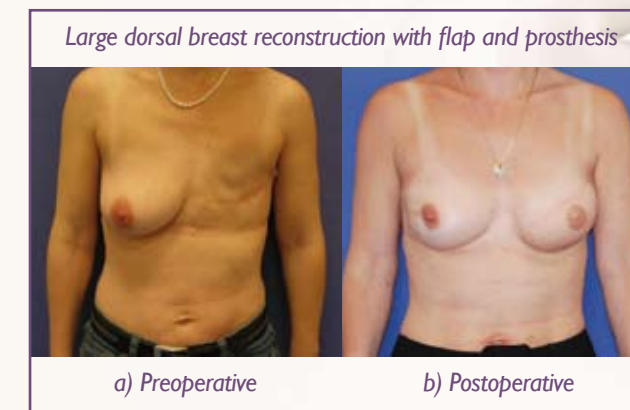 Large dorsal breast reconstruction with flap and prosthesis
a) Preoperative
b) Postoperative